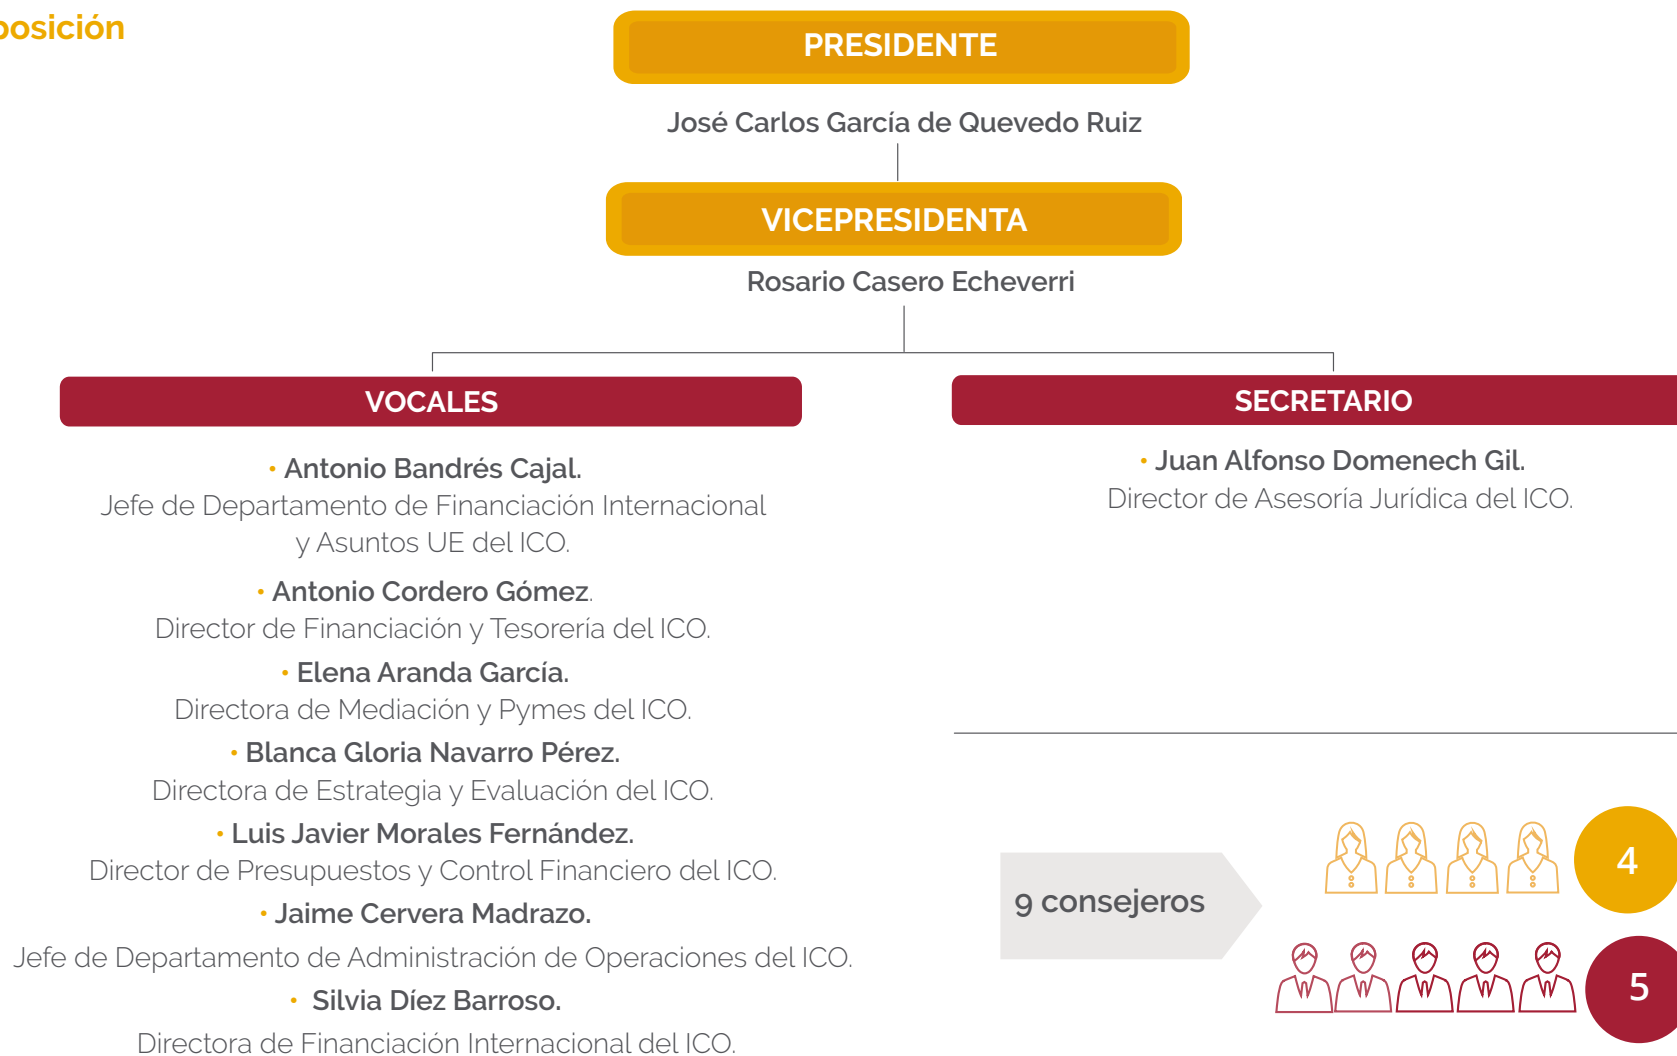 posición
PRESIDENTE
José Carlos García de Quevedo Ruiz
VICEPRESIDENTA
Rosario Casero Echeverri
VOCALES
• Antonio Bandrés Cajal.
Jefe de Departamento de Financiación Internacional
y Asuntos UE del ICO.
• Antonio Cordero Gómez.
Director de Financiación y Tesorería del ICO.
• Elena Aranda García.
Directora de Mediación y Pymes del ICO.
• Blanca Gloria Navarro Pérez.
Directora de Estrategia y Evaluación del ICO.
• Luis Javier Morales Fernández.
Director de Presupuestos y Control Financiero del ICO.
• Jaime Cervera Madrazo.
Jefe de Departamento de Administración de Operaciones del ICO.
• Silvia Díez Barroso.
Directora de Financiación Internacional del ICO.
SECRETARIO
• Juan Alfonso Domenech Gil.
Director de Asesoría Jurídica del ICO.
9 consejeros
4
5